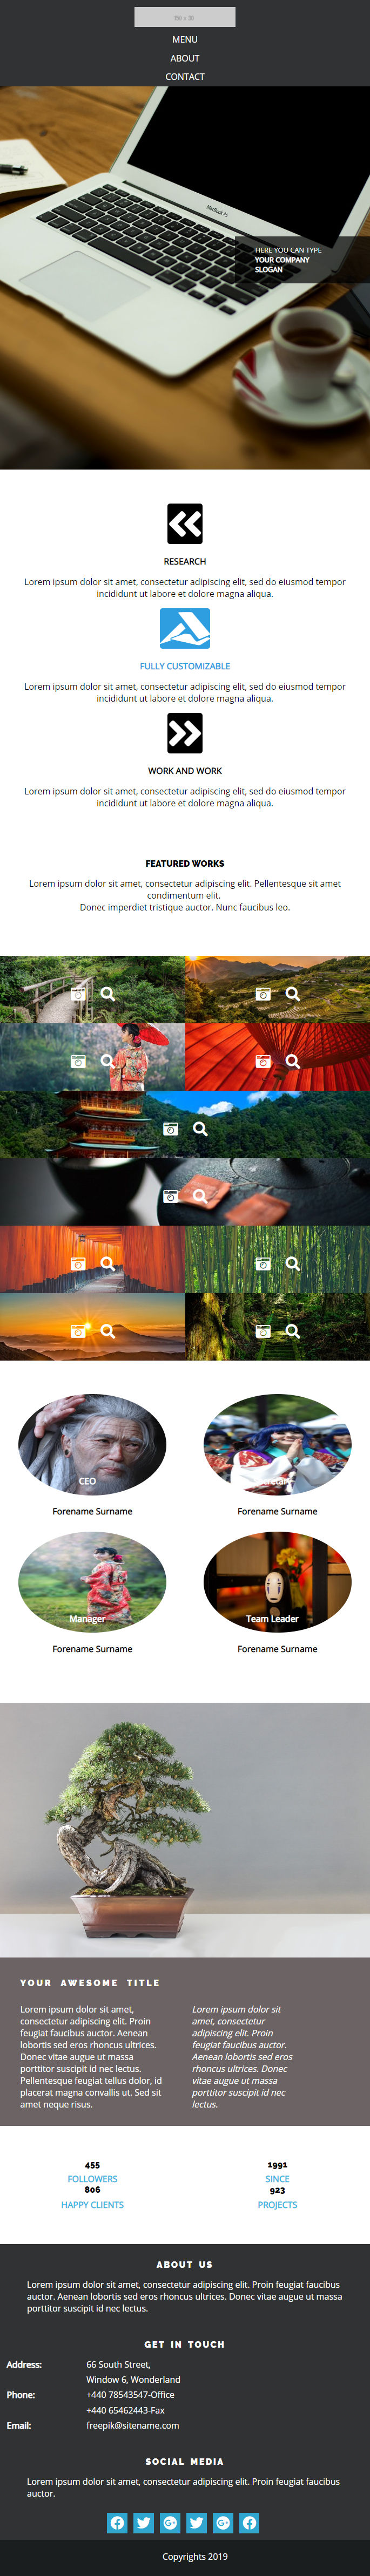 MENU
ABOUT
CONTACT
MacBook Air
HERE YOU CAN TYPE
YOUR COMPANY
SLOGAN
RESEARCH
Lorem ipsum dolor sit amet, consectetur adipiscing elit, sed do eiusmod tempor
incididunt ut labore et dolore magna aliqua.
FULLY CUSTOMIZABLE
Lorem ipsum dolor sit amet, consectetur adipiscing elit, sed do eiusmod tempor
incididunt ut labore et dolore magna aliqua.
WORK AND WORK
Lorem ipsum dolor sit amet, consectetur adipiscing elit, sed do eiusmod tempor
incididunt ut labore et dolore magna aliqua.
FEATURED WORKS
Lorem ipsum dolor sit amet, consectetur adipiscing elit. Pellentesque sit amet
condimentum elit.
Donec imperdiet tristique auctor. Nunc faucibus leo.
CEO
Forename Surname
Forename Surname
Manager
Team Leader
Forename Surname
Forename Surname
YOUR AWESOME TITLE
Lorem ipsum dolor sit amet,
consectetur adipiscing elit. Proin
feugiat faucibus auctor. Aenean
lobortis sed eros rhoncus ultrices.
Donec vitae augue ut massa
porttitor suscipit id nec lectus.
Pellentesque feugiat tellus dolor, id
placerat magna convallis ut. Sed sit
amet neque risus.
Lorem ipsum dolor sit
amet, consectetur
adipiscing elit. Proin
feugiat faucibus auctor.
Aenean lobortis sed eros
rhoncus ultrices. Donec
vitae augue ut massa
porttitor suscipit id nec
lectus.
455
FOLLOWERS
806
HAPPY CLIENTS
1991
SINCE
923
PROJECTS
ABOUT US
Lorem ipsum dolor sit amet, consectetur adipiscing elit. Proin feugiat faucibus
auctor. Aenean lobortis sed eros rhoncus ultrices. Donec vitae augue ut massa
porttitor suscipit id nec lectus.
GET IN TOUCH
Address: 66 South Street,
Window 6, Wonderland
Phone: +440 78543547-Office
+440 65462443-Fax
Email: freepik@sitename.com
SOCIAL MEDIA
Lorem ipsum dolor sit amet, consectetur adipiscing elit. Proin feugiat faucibus
auctor.
Copyrights 2019